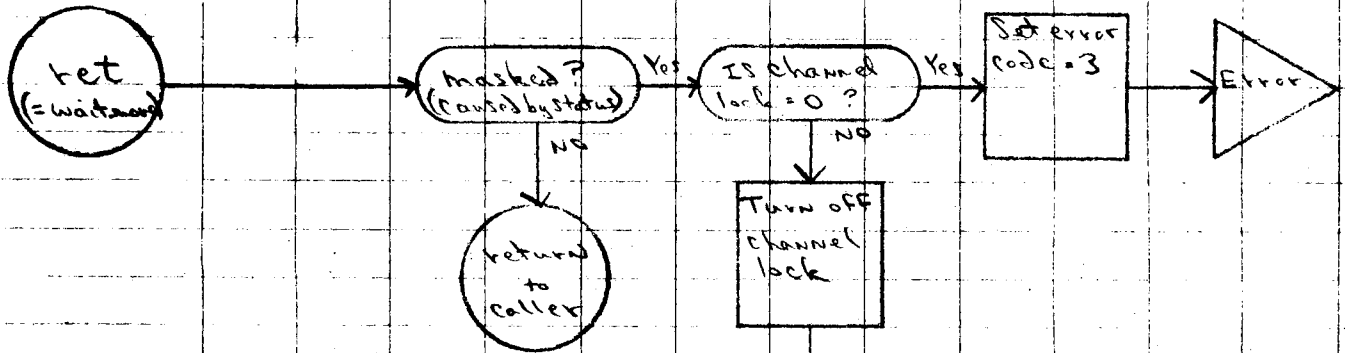 ret
(=waitmore)
masked?
(caused by status)
Yes
NO
return
to
caller
Is channel
lock = 0 ?
Yes
NO
Turn off
channel
lock
Set error
code = 3
Error